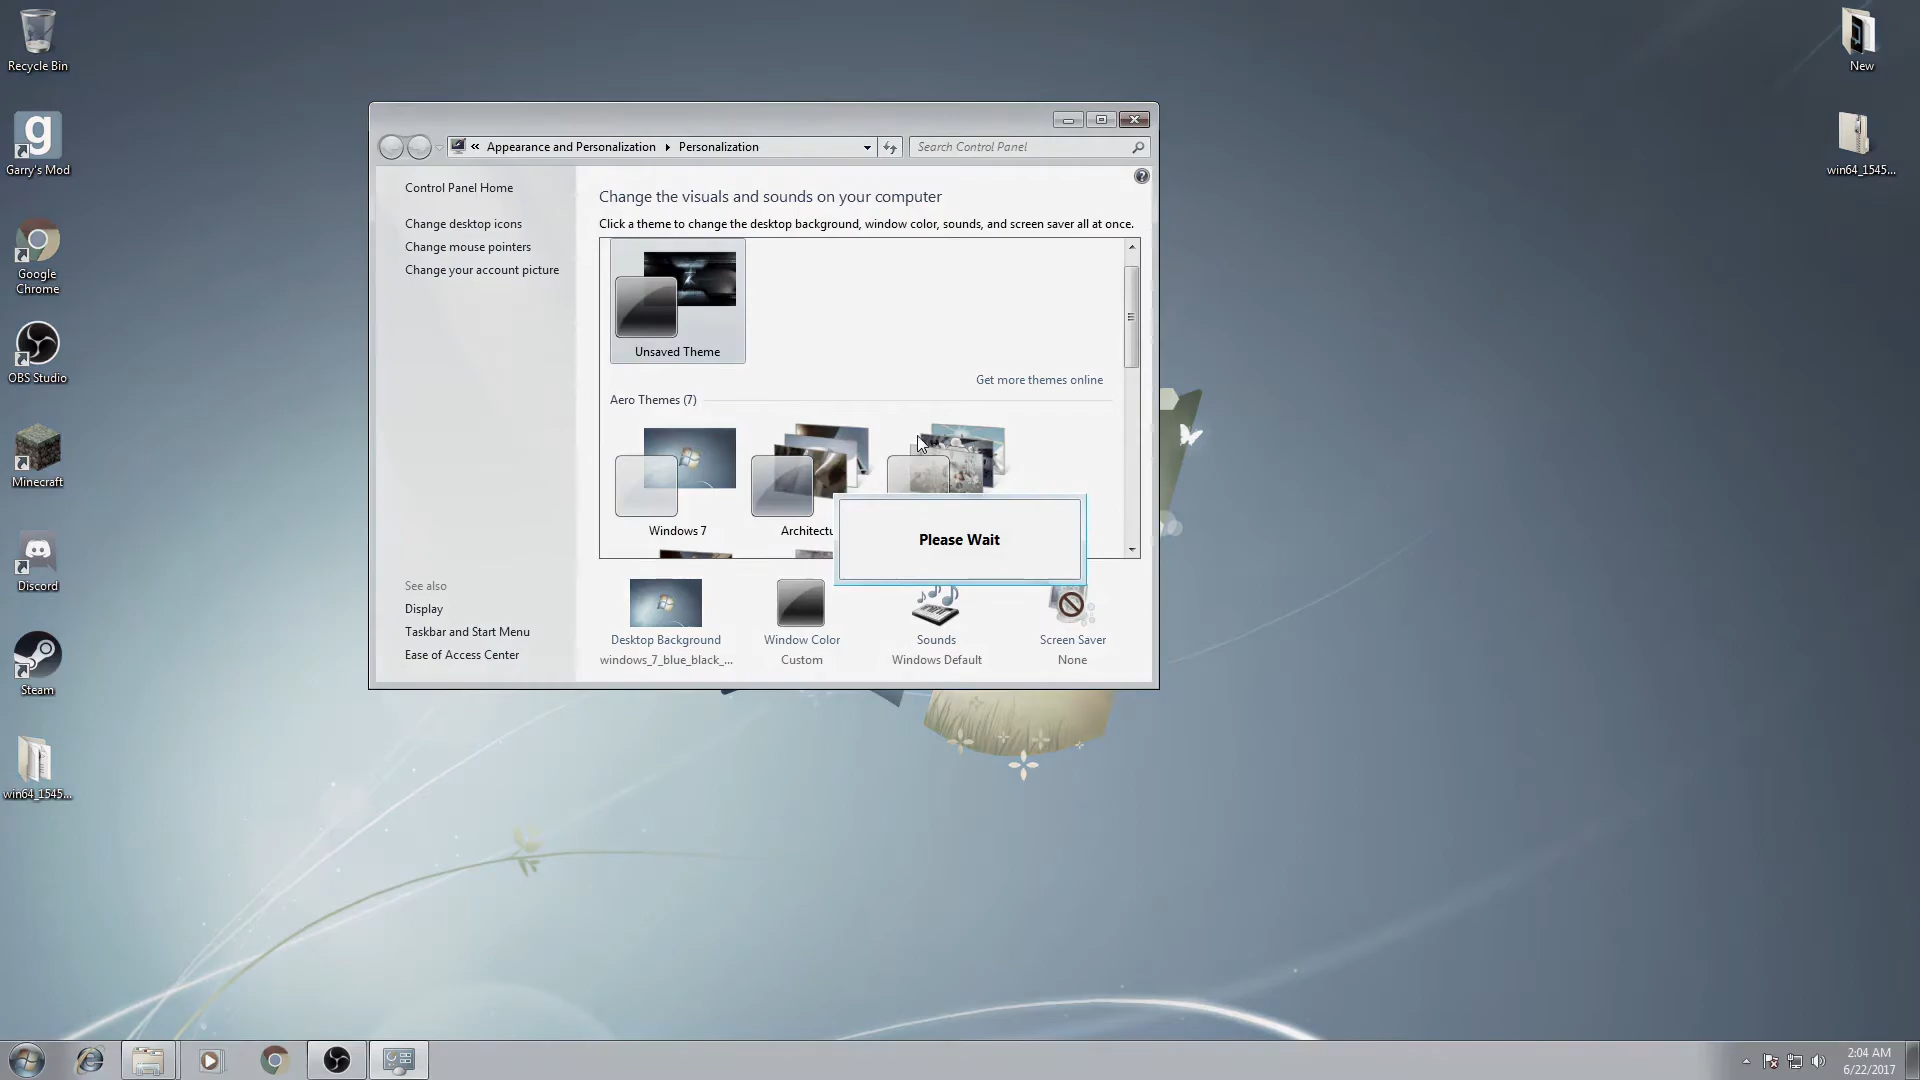 Recycle Bin
Garry's Mod
Google
Chrome
OBS Studio
Minecraft
Discord
Steam
win64_1545...
New
win64_1545...
« Appearance and Personalization
Personalization
Search Control Panel
Control Panel Home
Change desktop icons
Change mouse pointers
Change your account picture
See also
Display
Taskbar and Start Menu
Ease of Access Center
Change the visuals and sounds on your computer
Click a theme to change the desktop background, window color, sounds, and screen saver all at once.
Unsaved Theme
Get more themes online
Aero Themes (7)
Windows 7
Architectu
Please Wait
Desktop Background
windows_7_blue_black_...
Window Color
Custom
Sounds
Windows Default
Screen Saver
None
2:04 AM
6/22/2017